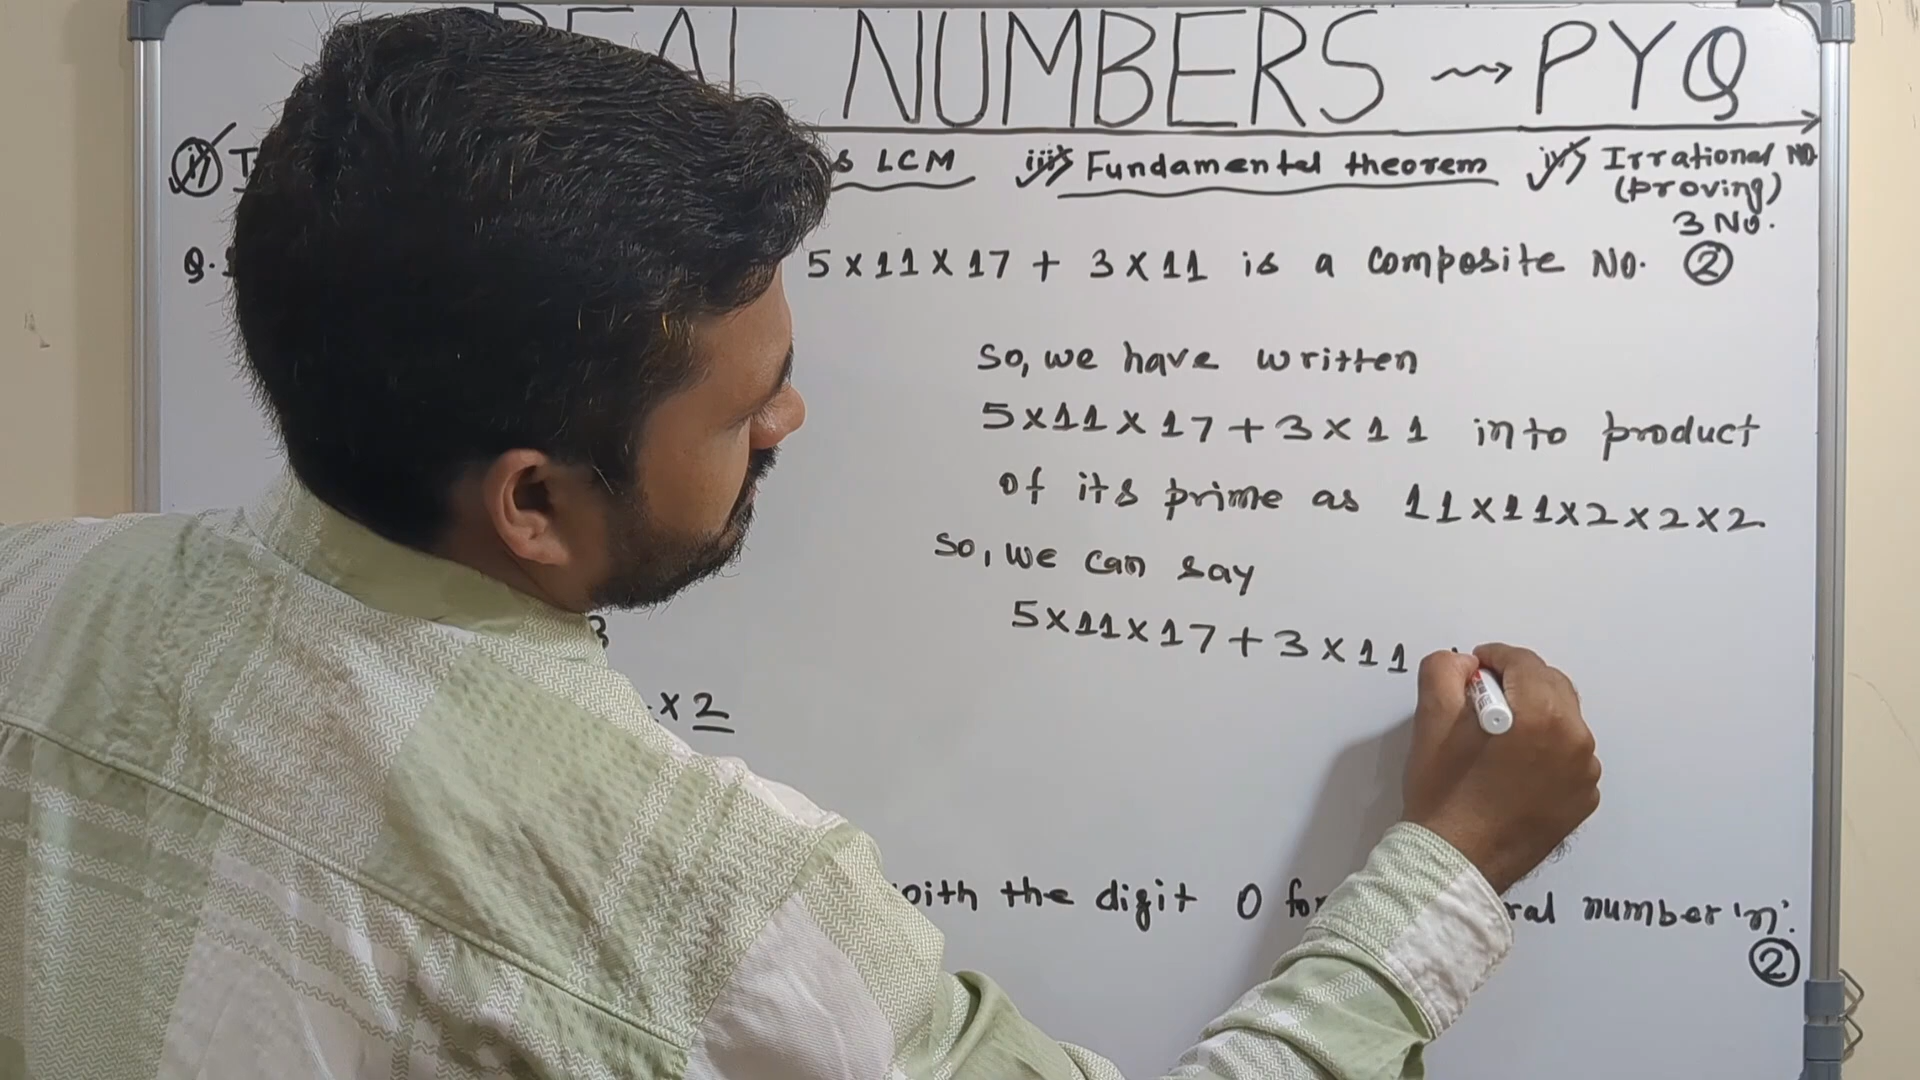 REAL NUMBERS → PYQ
LCM iii) Fundamental theorem iv) Irrational NO.
(proving)
3 NO.
Q. 5 x 11 x 17 + 3 x 11 is a composite NO. ②
So, we have written
5 x 11 x 17 + 3 x 11 into product
of its prime as 11 x 11 x 2 x 2 x 2.
So, we can say
5 x 11 x 17 + 3 x 11
x 2
with the digit 0 for number 'n'.
②